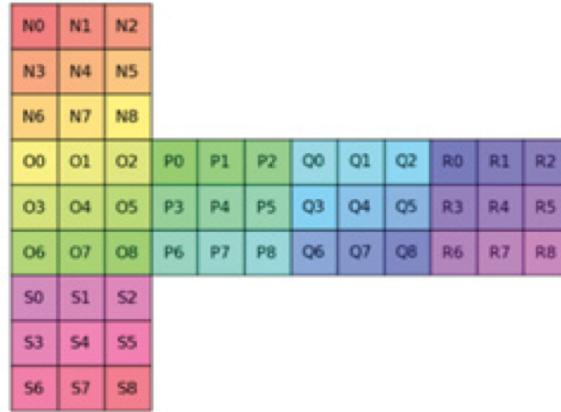 N0 N1 N2
N3 N4 N5
N6 N7 N8
O0 O1 O2 P0 P1 P2 Q0 Q1 Q2 R0 R1 R2
O3 O4 O5 P3 P4 P5 Q3 Q4 Q5 R3 R4 R5
O6 O7 O8 P6 P7 P8 Q6 Q7 Q8 R6 R7 R8
S0 S1 S2
S3 S4 S5
S6 S7 S8